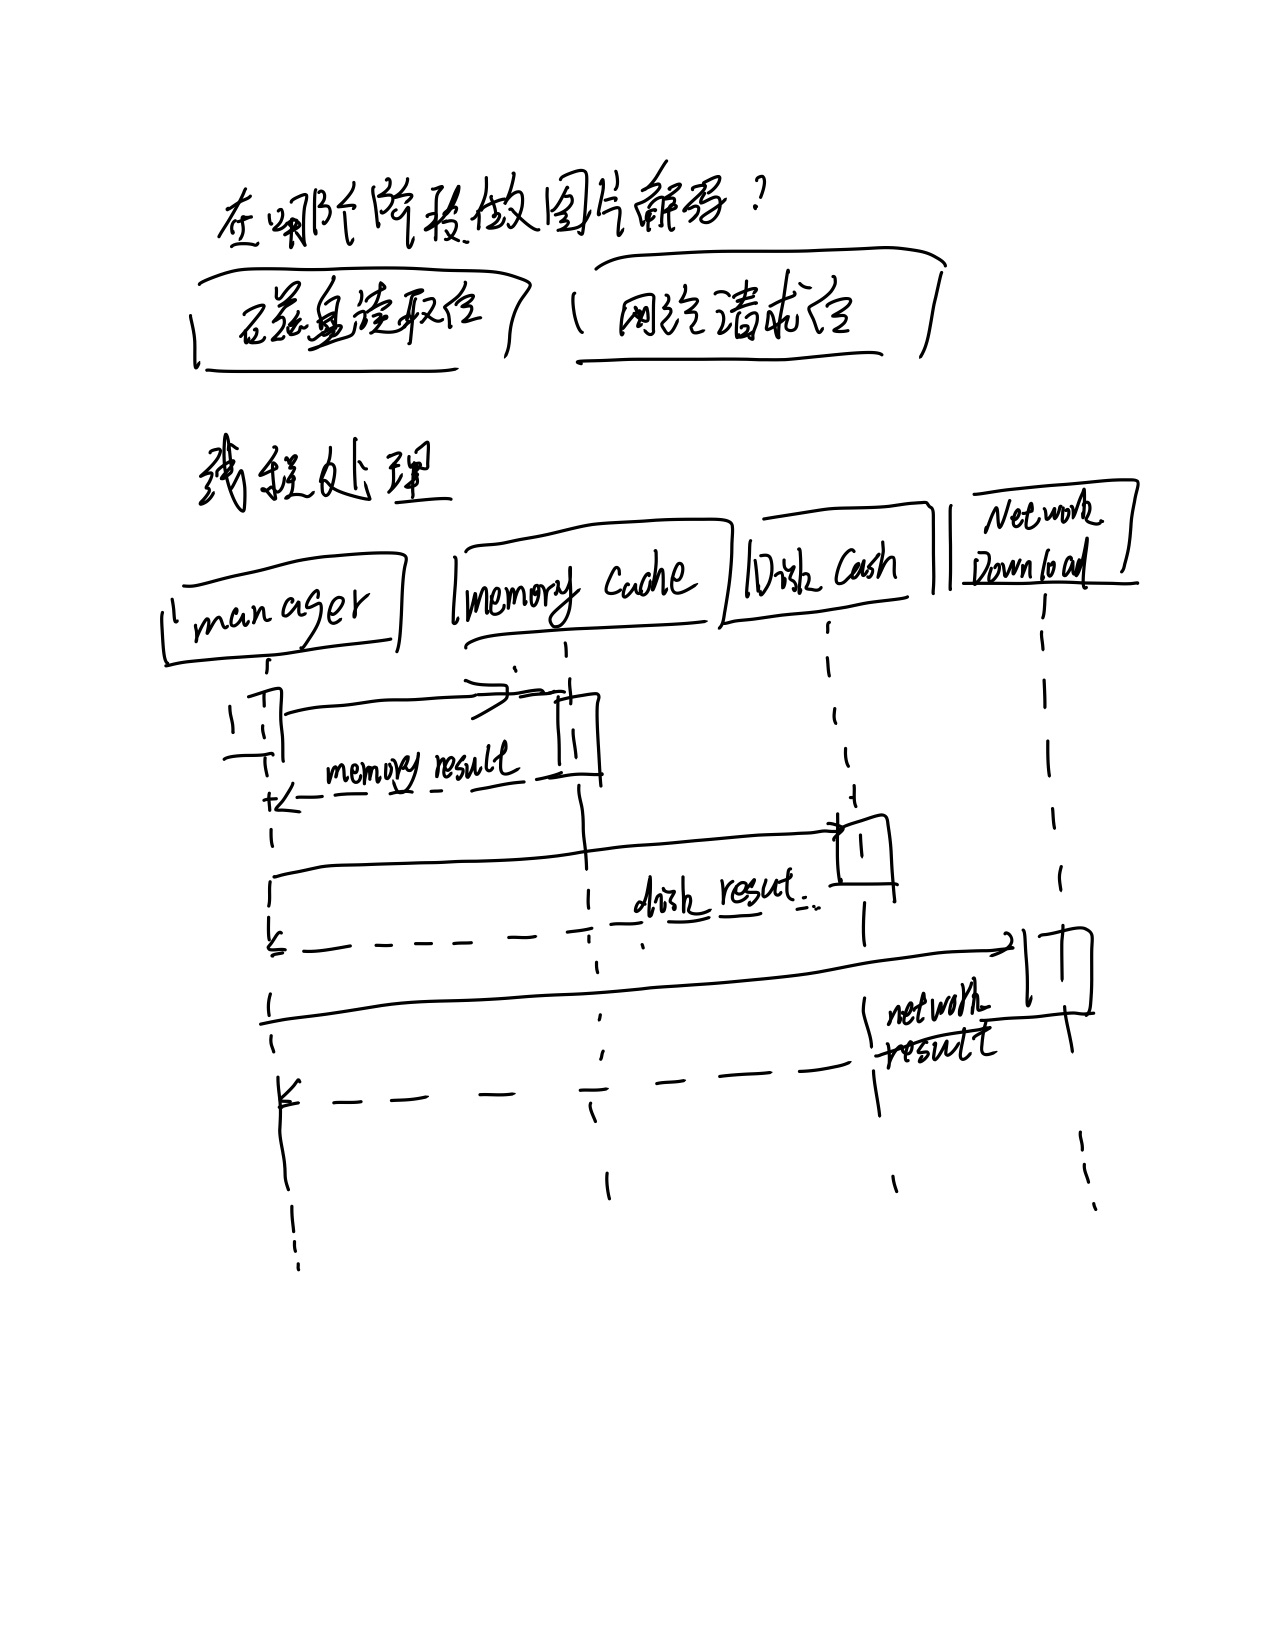 在哪个阶段做图片解码?
磁盘读取后
网络请求后
线程处理
manager
memory cache
Disk Cash
Network
Download
memory result
disk resut
network
result